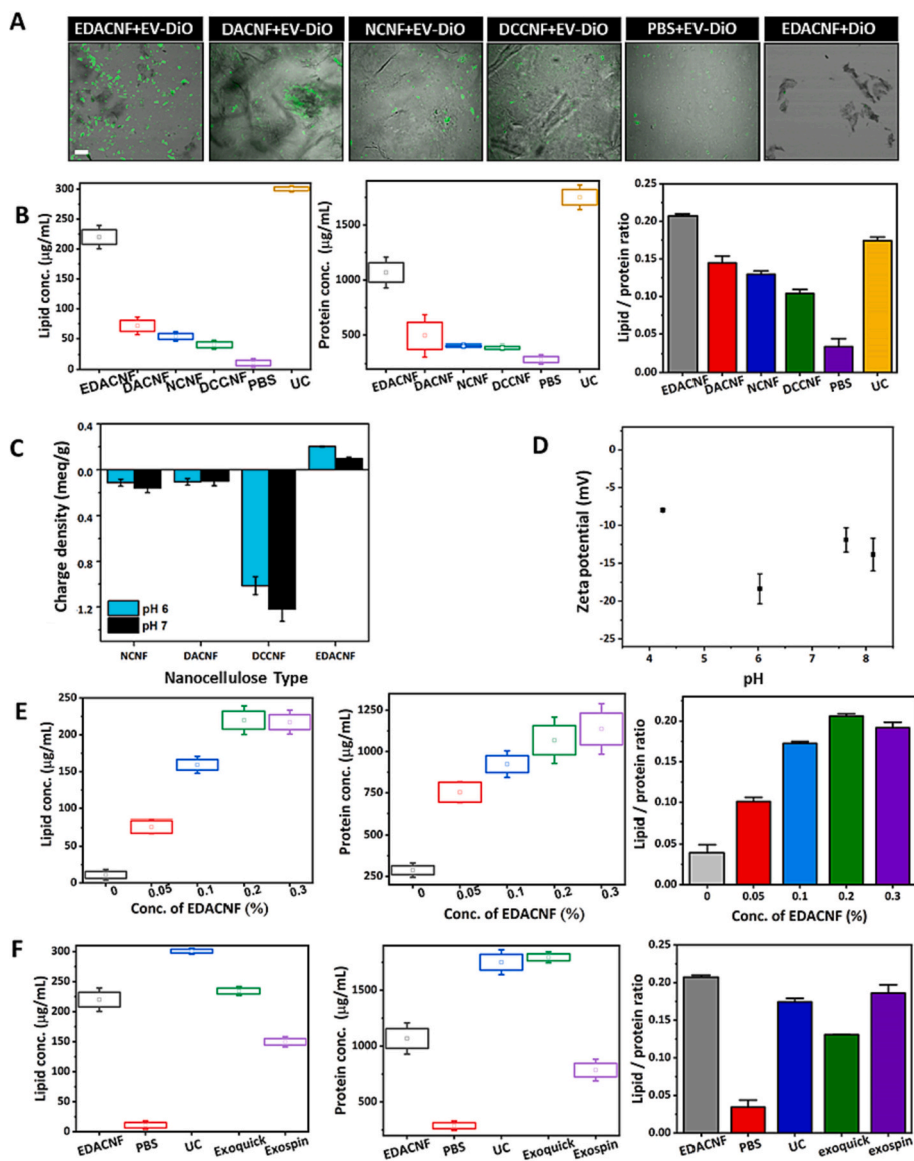 A
EDACNF+EV-DiO DACNF+EV-DiO NCNF+EV-DiO DCCNF+EV-DiO PBS+EV-DiO EDACNF+DiO
B
Lipid conc. (µg/mL)
300
250
200
150
100
50
0
EDACNF DACNF NCNF DCCNF PBS UC
Protein conc. (µg/mL)
1500
1000
500
EDACNF DACNF NCNF DCCNF PBS UC
Lipid / protein ratio
0.20
0.15
0.10
0.05
0.00
EDACNF DACNF NCNF DCCNF PBS UC
C
Charge density (meq/g)
0.4
0.0
0.4
0.8
1.2
pH 6
pH 7
NCNF DACNF DCCNF EDACNF
Nanocellulose Type
D
Zeta potential (mV)
0
-5
-10
-15
-20
-25
4 5 6 7 8
pH
E
Lipid conc. (µg/mL)
250
200
150
100
50
0
0 0.05 0.1 0.2 0.3
Conc. of EDACNF (%)
Protein conc. (µg/mL)
1250
1000
750
500
250
0 0.05 0.1 0.2 0.3
Conc. of EDACNF (%)
Lipid / protein ratio
0.20
0.15
0.10
0.05
0.00
0 0.05 0.1 0.2 0.3
Conc. of EDACNF (%)
F
Lipid conc. (µg/mL)
300
250
200
150
100
50
0
EDACNF PBS UC Exoquick Exospin
Protein conc. (µg/mL)
1500
1000
500
EDACNF PBS UC Exoquick Exospin
Lipid / protein ratio
0.20
0.15
0.10
0.05
0.00
EDACNF PBS UC exoquick exospin